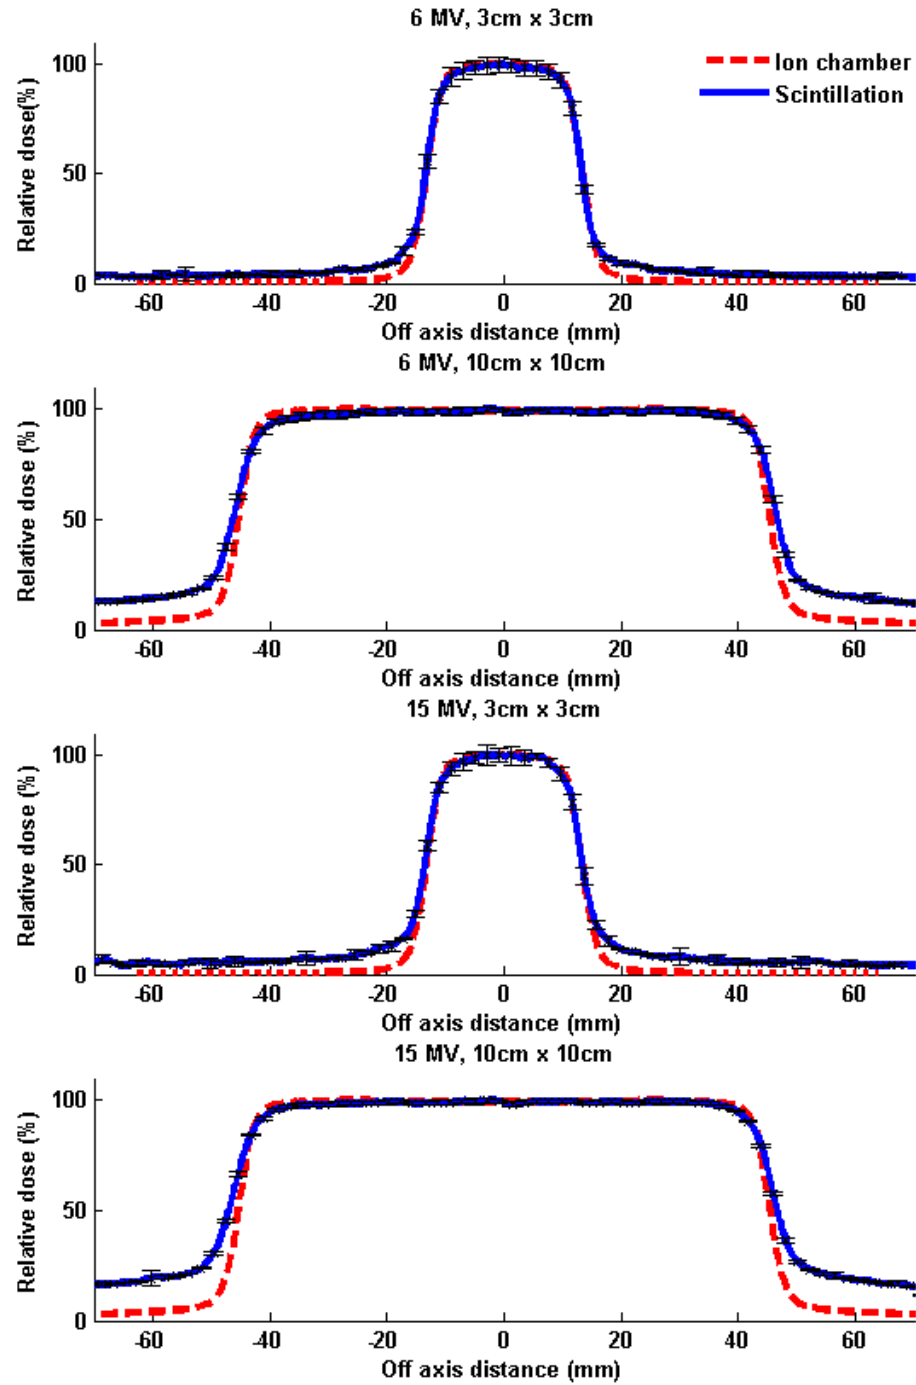 6 MV, 3cm x 3cm
Relative dose(%)
100
50
0
Ion chamber
Scintillation
-60 -40 -20 0 20 40 60
Off axis distance (mm)
6 MV, 10cm x 10cm
Relative dose (%)
100
50
0
-60 -40 -20 0 20 40 60
Off axis distance (mm)
15 MV, 3cm x 3cm
Relative dose (%)
100
50
0
-60 -40 -20 0 20 40 60
Off axis distance (mm)
15 MV, 10cm x 10cm
Relative dose (%)
100
50
0
-60 -40 -20 0 20 40 60
Off axis distance (mm)